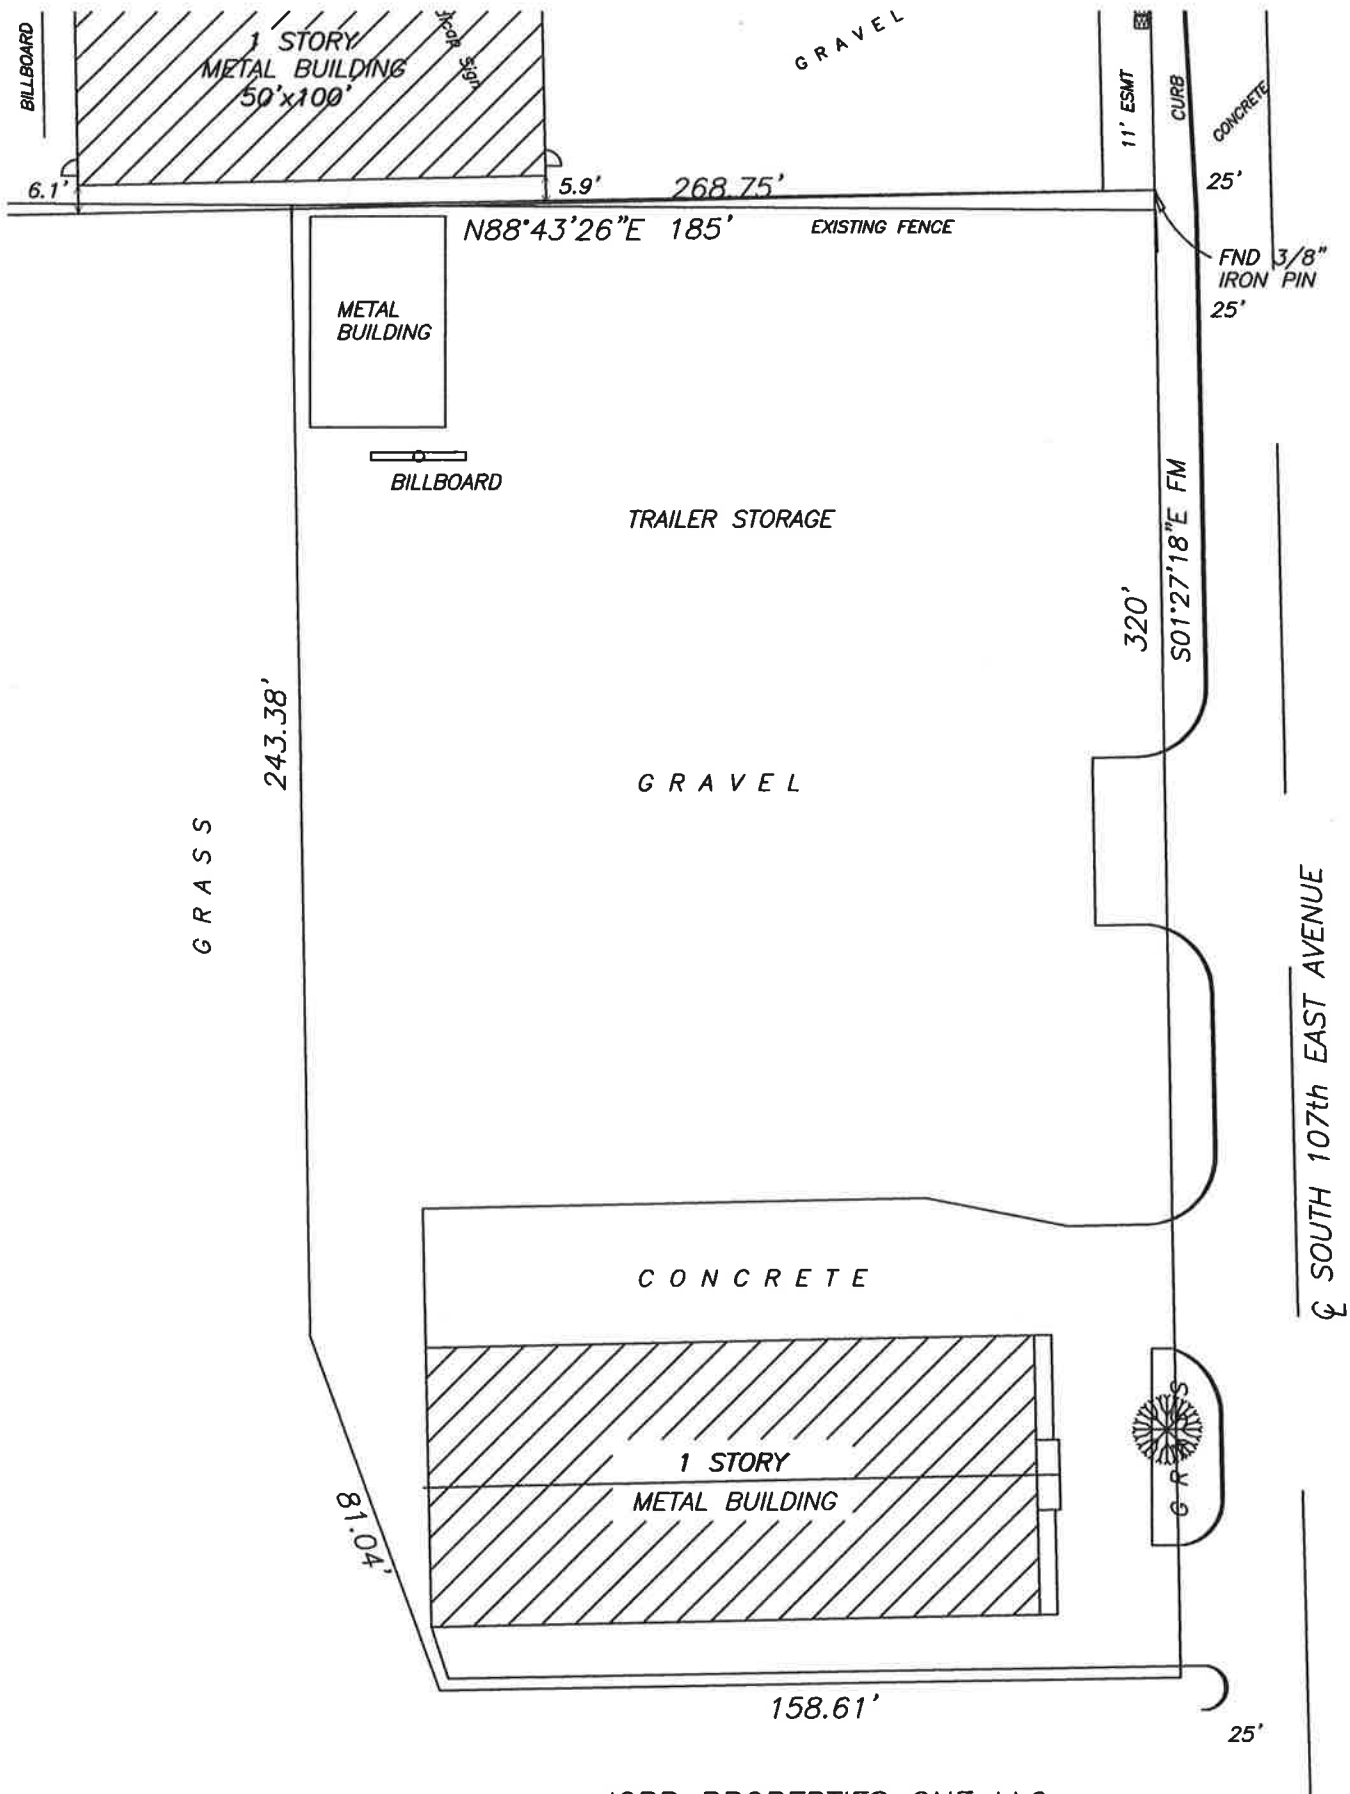 BILLBOARD
1 STORY
METAL BUILDING
50'x100'
Sign
GRAVEL
11' ESMT
CURB
CONCRETE
6.1'
5.9'
268.75'
25'
N88°43'26"E 185'
EXISTING FENCE
FND 3/8"
IRON PIN
25'
METAL
BUILDING
BILLBOARD
TRAILER STORAGE
320'
S01°27'18"E FM
243.38'
GRAVEL
GRASS
℄ SOUTH 107th EAST AVENUE
CONCRETE
1 STORY
METAL BUILDING
GRASS
81.04'
158.61'
25'